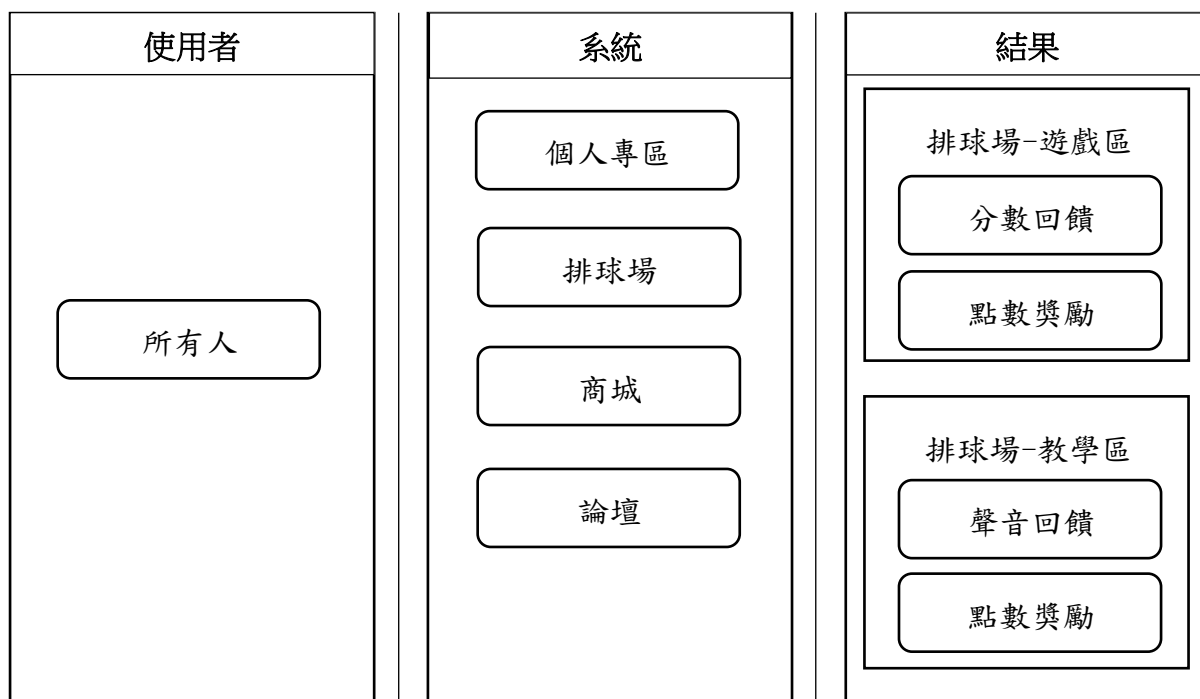 使用者
所有人
系統
個人專區
排球場
商城
論壇
結果
排球場-遊戲區
分數回饋
點數獎勵
排球場-教學區
聲音回饋
點數獎勵